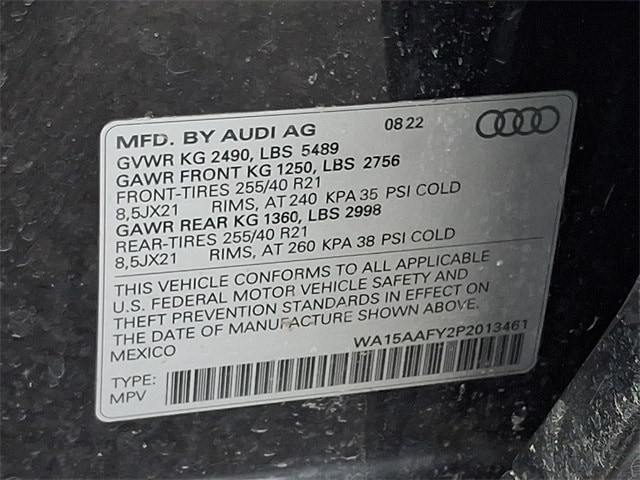 MFD. BY AUDI AG 08 22
GVWR KG 2490, LBS 5489
GAWR FRONT KG 1250, LBS 2756
FRONT-TIRES 255/40 R21
8,5JX21 RIMS, AT 240 KPA 35 PSI COLD
GAWR REAR KG 1360, LBS 2998
REAR-TIRES 255/40 R21
8,5JX21 RIMS, AT 260 KPA 38 PSI COLD
THIS VEHICLE CONFORMS TO ALL APPLICABLE
U.S. FEDERAL MOTOR VEHICLE SAFETY AND
THEFT PREVENTION STANDARDS IN EFFECT ON
THE DATE OF MANUFACTURE SHOWN ABOVE.
MEXICO WA15AAFY2P2013461
TYPE:
MPV